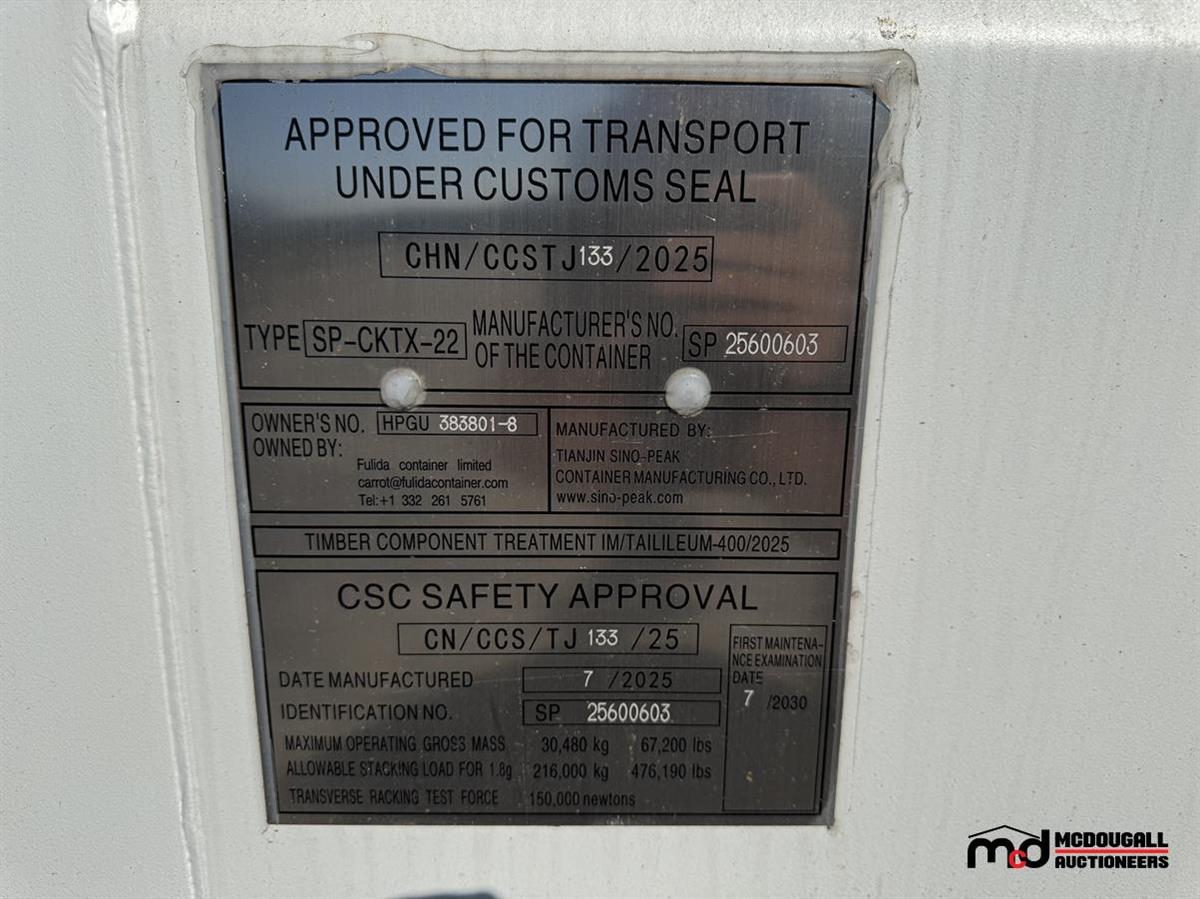 APPROVED FOR TRANSPORT
UNDER CUSTOMS SEAL
CHN/CCSTJ133/2025
TYPE SP-CKTX-22 MANUFACTURER'S NO. OF THE CONTAINER SP 25600603
OWNER'S NO. HPGU 383801-8
OWNED BY:
Fulida container limited
carrot@fulidacontainer.com
Tel:+1 332 261 5761
MANUFACTURED BY:
TIANJIN SINO-PEAK
CONTAINER MANUFACTURING CO., LTD.
www.sino-peak.com
TIMBER COMPONENT TREATMENT IM/TAILILEUM-400/2025
CSC SAFETY APPROVAL
CN/CCS/TJ 133 /25
DATE MANUFACTURED 7 /2025
IDENTIFICATION NO. SP 25600603
MAXIMUM OPERATING GROSS MASS 30,480 kg 67,200 lbs
ALLOWABLE STACKING LOAD FOR 1.8g 216,000 kg 476,190 lbs
TRANSVERSE RACKING TEST FORCE 150,000 newtons
FIRST MAINTENA-
NCE EXAMINATION
DATE
7 /2030
mcd MCDOUGALL
AUCTIONEERS